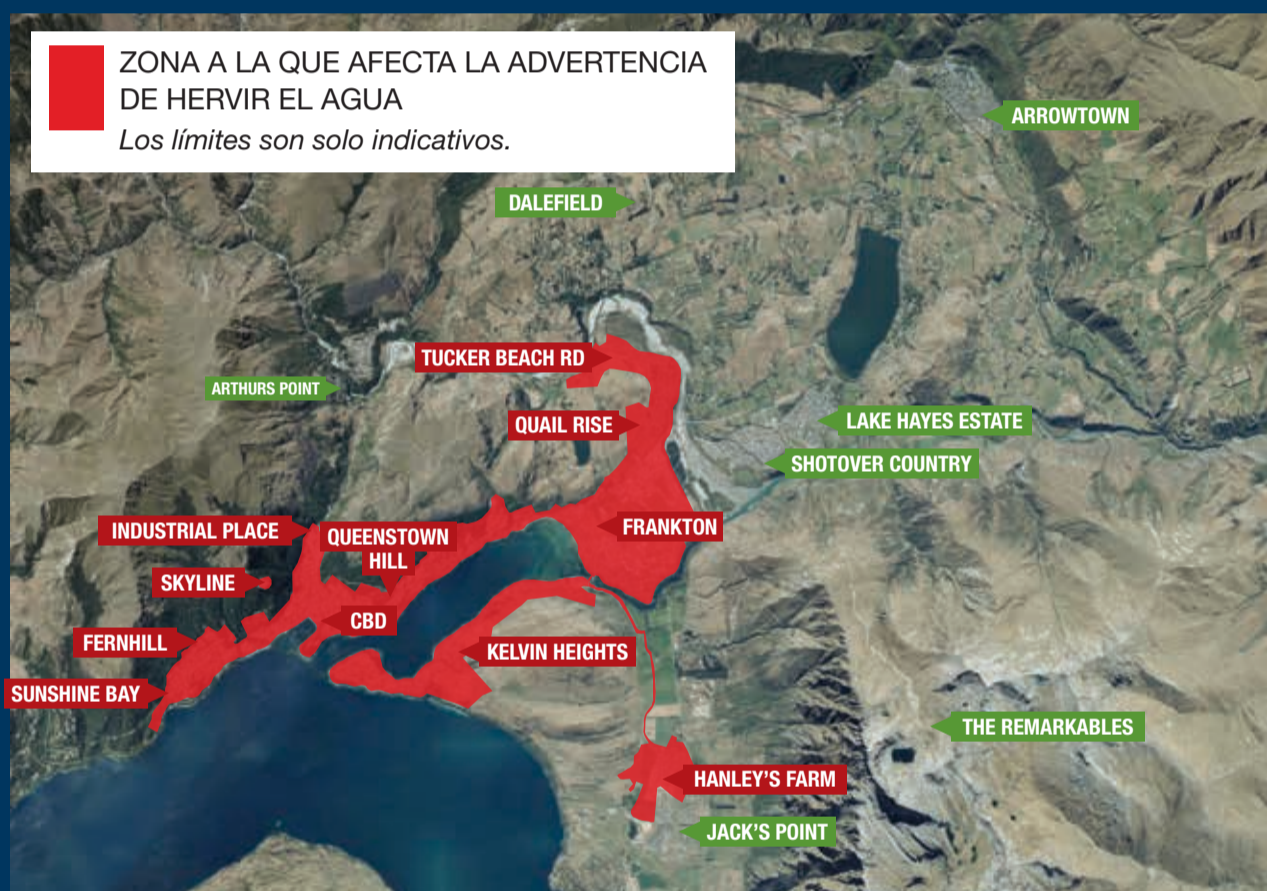 ZONA A LA QUE AFECTA LA ADVERTENCIA
DE HERVIR EL AGUA
Los límites son solo indicativos.
ARROWTOWN
DALEFIELD
TUCKER BEACH RD
ARTHURS POINT
QUAIL RISE
LAKE HAYES ESTATE
SHOTOVER COUNTRY
INDUSTRIAL PLACE
QUEENSTOWN
HILL
FRANKTON
SKYLINE
CBD
FERNHILL
KELVIN HEIGHTS
SUNSHINE BAY
THE REMARKABLES
HANLEY'S FARM
JACK'S POINT